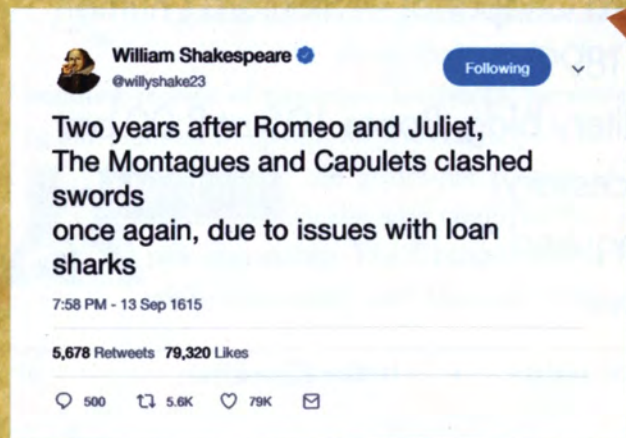 William Shakespeare
@willyshake23
Following
Two years after Romeo and Juliet,
The Montagues and Capulets clashed
swords
once again, due to issues with loan
sharks
7:58 PM - 13 Sep 1615
5,678 Retweets 79,320 Likes
500 5.6K 79K